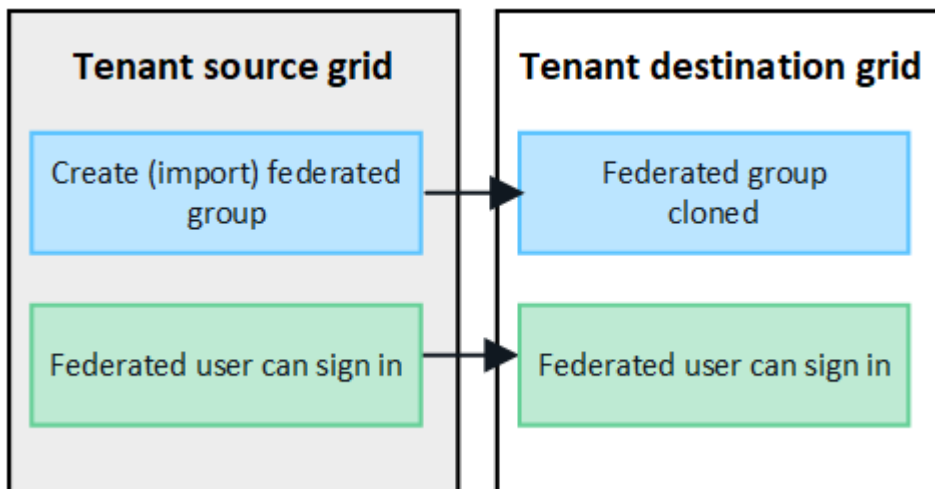 Tenant source grid
Create (import) federated
group
Federated user can sign in
Tenant destination grid
Federated group
cloned
Federated user can sign in